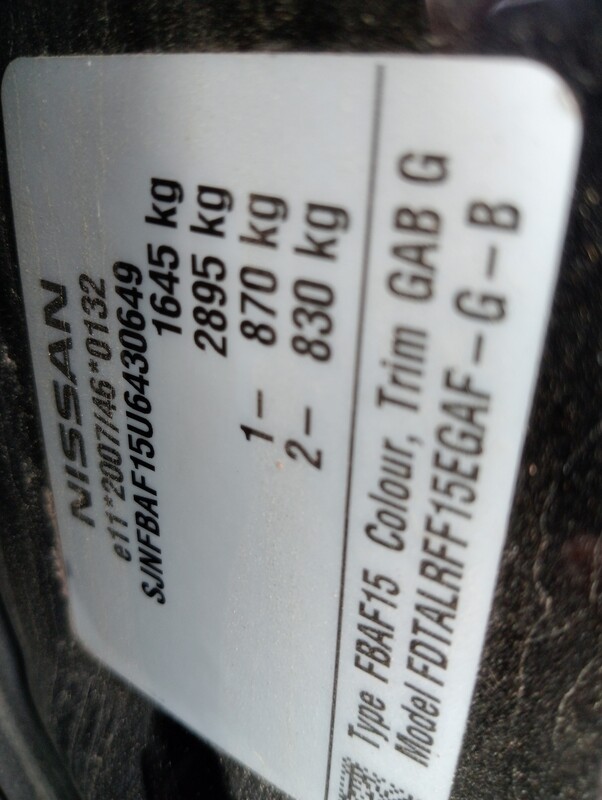 NISSAN
e11*2007/46*0132
SJNFBAF15U6430649
1645 kg
2895 kg
1– 870 kg
2– 830 kg
Type FBAF15 Colour, Trim GAB G
Model FDTALRFF15EGAF–G–B